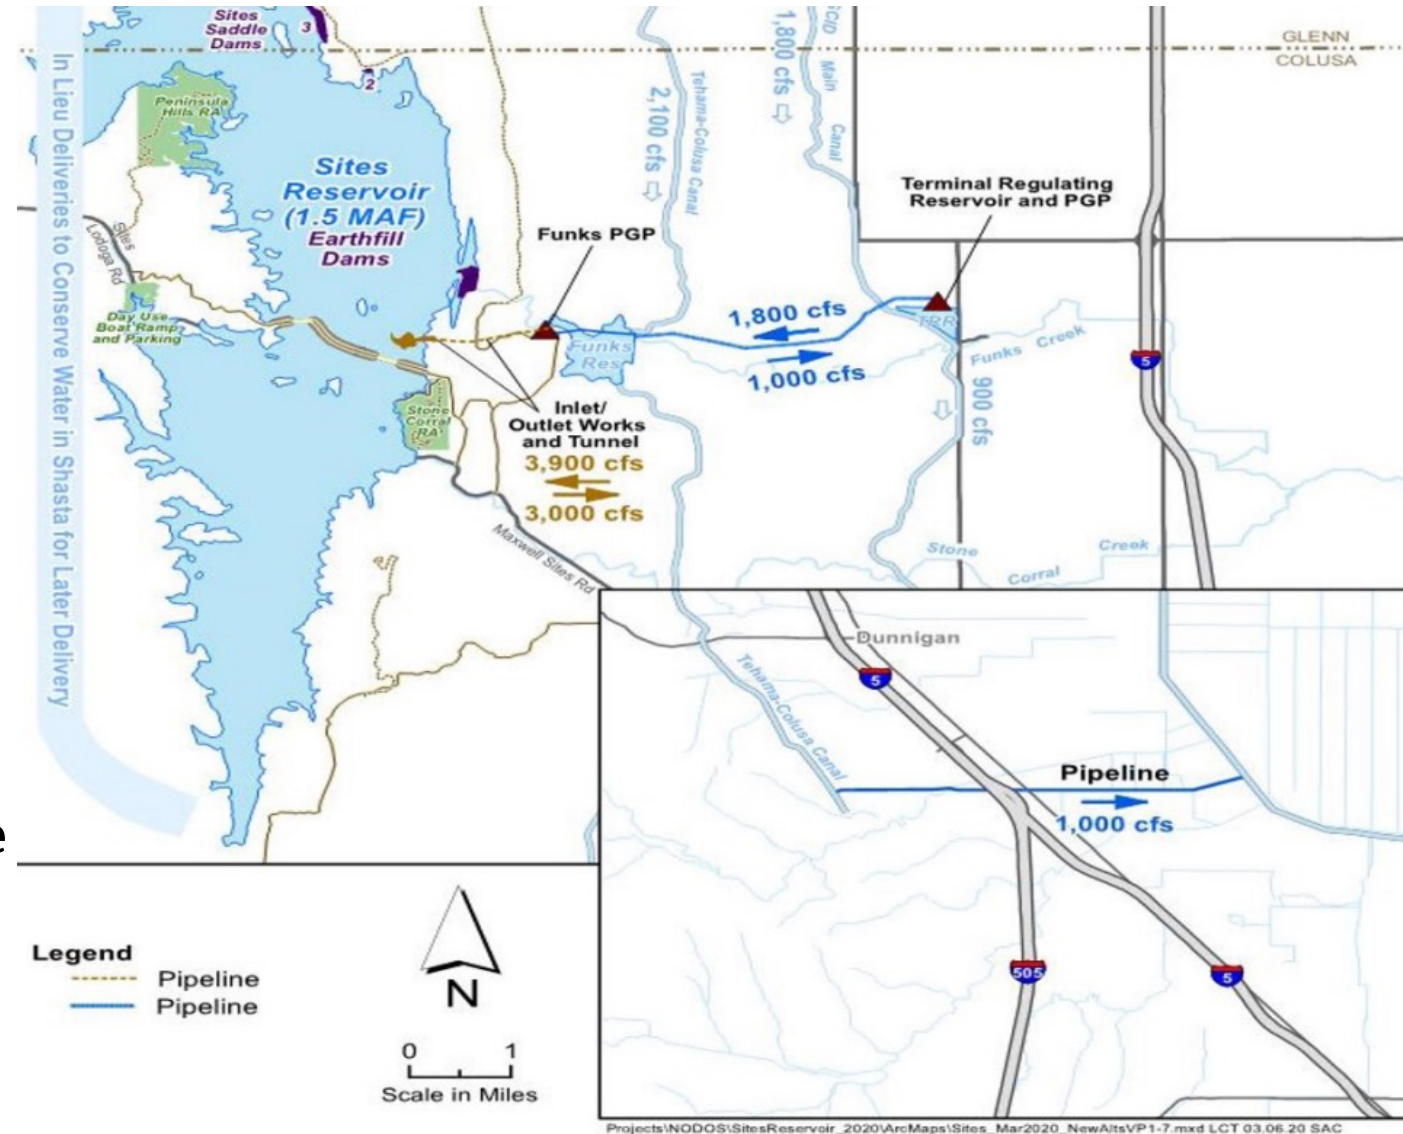 Sites
Saddle
Dams
3
2
GLENN
COLUSA
In Lieu Deliveries to Conserve Water in Shasta for Later Delivery
Peninsula
Hills RA
Sites
Reservoir
(1.5 MAF)
Earthfill
Dams
2,100 cfs
Tehama-Colusa Canal
1,800 cfs
Main
Canal
Terminal Regulating
Reservoir and PGP
Funks PGP
Sites
Lodoga Rd
Day Use
Boat Ramp
and Parking
Funks
Res
1,800 cfs
1,000 cfs
TRR
Funks Creek
5
900 cfs
Stone
Corral
RA
Inlet/
Outlet Works
and Tunnel
3,900 cfs
3,000 cfs
Maxwell Sites Rd
Stone
Corral
Creek
Dunnigan
5
Tehama-Colusa Canal
Pipeline
1,000 cfs
505
5
e
Legend
Pipeline
Pipeline
N
0 1
Scale in Miles
Projects\NODOS\SitesReservoir_2020\ArcMaps\Sites_Mar2020_NewAltsVP1-7.mxd LCT 03.06.20 SAC